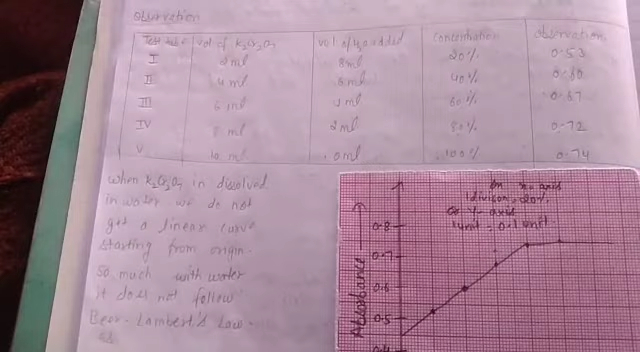 Observation
Test tube vol of K2Cr2O7 vol of H2O added concentration observation
I 2 ml 8 ml 20% 0.53
II 4 ml 6 ml 40% 0.60
III 6 ml 60% 0.67
IV 8 ml 2 ml 80% 0.72
V 10 ml 0 ml 100% 0.74
When K2Cr2O7 in dissolved
in water we do not
get a linear curve
starting from origin.
So much with water
it does not follow
Beer-Lambert's Law
as
on x-axis
1 divison = 20%
on y-axis
1 unit = 0.1 unit
Absorbance
0.8
0.7
0.6
0.5
0.4